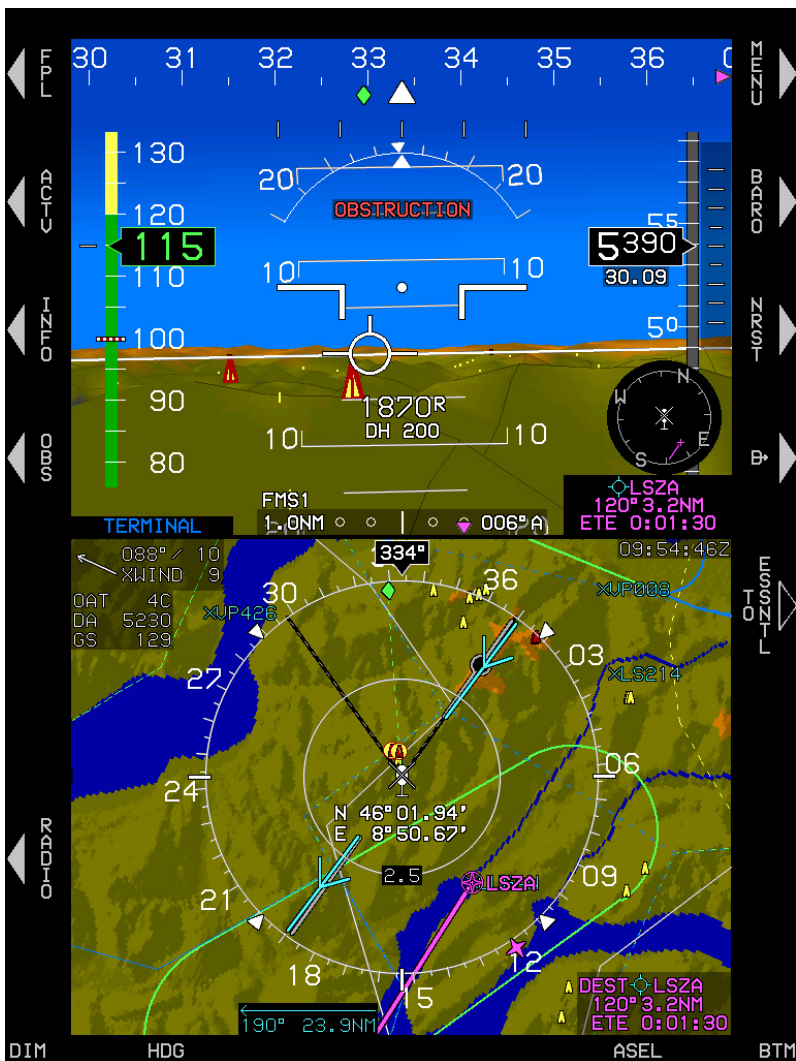 FPL
MENU
30 31 32 33 34 35 36
ACTV
BARO
130
120
115
110
100
90
80
20 20
OBSTRUCTION
10 10
55
5390
30.09
50
INFO
NRST
OBS
1870R
DH 200
10 10
N
E
S
W
FMS1
1.0NM
006°A
TERMINAL
LSZA
120°3.2NM
ETE 0:01:30
088°/ 10
XWIND 9
OAT 4C
DA 5230
GS 129
334°
09:54:46Z
ESSNTL
TO
VP426
VP008
LS214
30
36
03
06
09
12
15
18
21
24
27
N 46°01.94'
E 8°50.67'
2.5
LSZA
RADIO
190° 23.9NM
DEST LSZA
120°3.2NM
ETE 0:01:30
DIM
HDG
ASEL
BTM